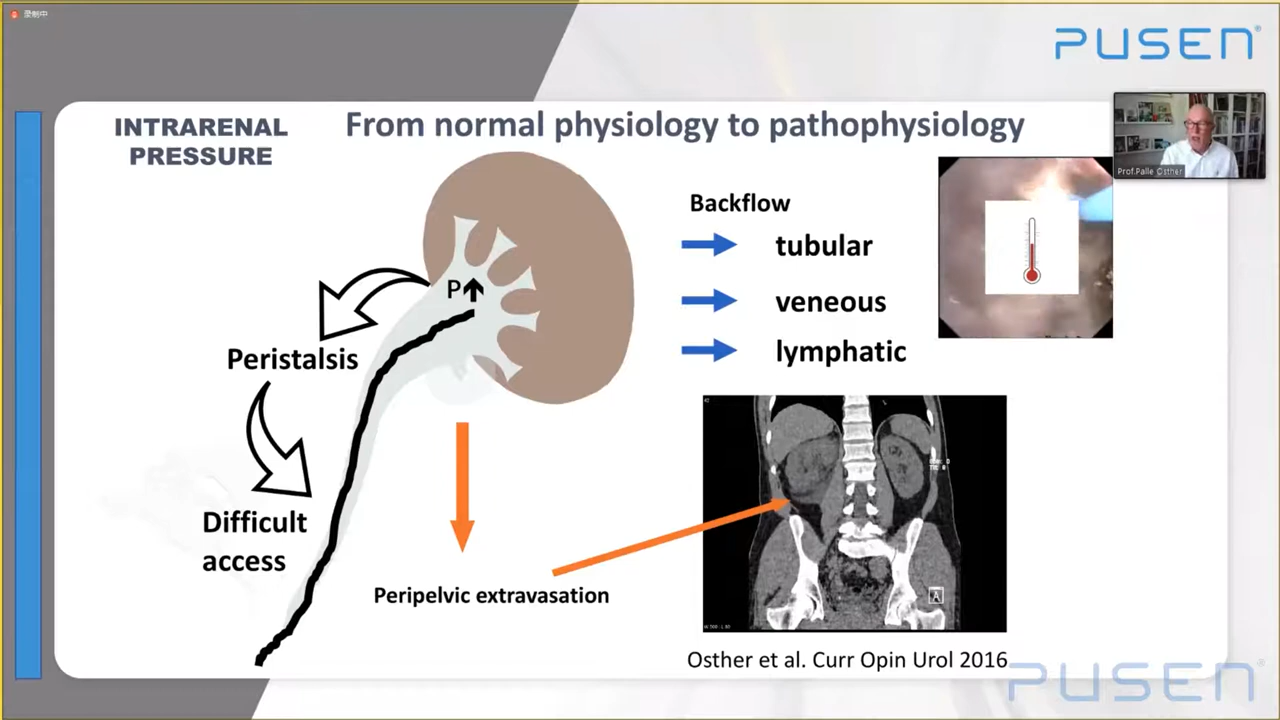 录制中
PUSEN®
INTRARENAL
PRESSURE
From normal physiology to pathophysiology
Prof.Palle Osther
Backflow
tubular
P
veneous
Peristalsis
lymphatic
Difficult
access
Peripelvic extravasation
A
Osther et al. Curr Opin Urol 2016
PUSEN®